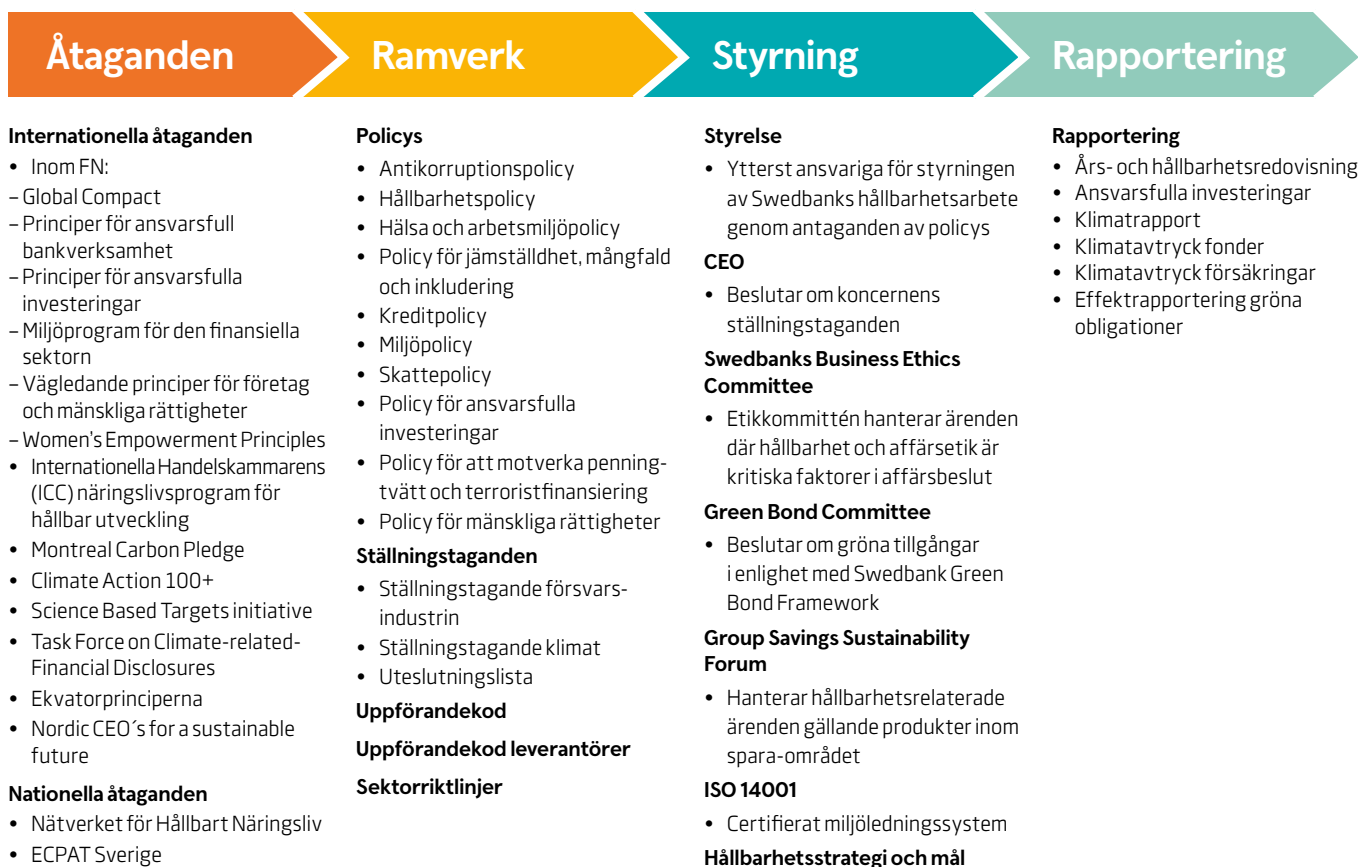 Åtaganden
Ramverk
Styrning
Rapportering
Internationella åtaganden
• Inom FN:
– Global Compact
– Principer för ansvarsfull
bankverksamhet
– Principer för ansvarsfulla
investeringar
– Miljöprogram för den finansiella
sektorn
– Vägledande principer för företag
och mänskliga rättigheter
– Women's Empowerment Principles
• Internationella Handelskammarens
(ICC) näringslivsprogram för
hållbar utveckling
• Montreal Carbon Pledge
• Climate Action 100+
• Science Based Targets initiative
• Task Force on Climate-related-
Financial Disclosures
• Ekvatorprinciperna
• Nordic CEO´s for a sustainable
future
Nationella åtaganden
• Nätverket för Hållbart Näringsliv
• ECPAT Sverige
Policys
• Antikorruptionspolicy
• Hållbarhetspolicy
• Hälsa och arbetsmiljöpolicy
• Policy för jämställdhet, mångfald
och inkludering
• Kreditpolicy
• Miljöpolicy
• Skattepolicy
• Policy för ansvarsfulla
investeringar
• Policy för att motverka penning-
tvätt och terroristfinansiering
• Policy för mänskliga rättigheter
Ställningstaganden
• Ställningstagande försvars-
industrin
• Ställningstagande klimat
• Uteslutningslista
Uppförandekod
Uppförandekod leverantörer
Sektorriktlinjer
Styrelse
• Ytterst ansvariga för styrningen
av Swedbanks hållbarhetsarbete
genom antaganden av policys
CEO
• Beslutar om koncernens
ställningstaganden
Swedbanks Business Ethics
Committee
• Etikkommittén hanterar ärenden
där hållbarhet och affärsetik är
kritiska faktorer i affärsbeslut
Green Bond Committee
• Beslutar om gröna tillgångar
i enlighet med Swedbank Green
Bond Framework
Group Savings Sustainability
Forum
• Hanterar hållbarhetsrelaterade
ärenden gällande produkter inom
spara-området
ISO 14001
• Certifierat miljöledningssystem
Hållbarhetsstrategi och mål
Rapportering
• Års- och hållbarhetsredovisning
• Ansvarsfulla investeringar
• Klimatrapport
• Klimatavtryck fonder
• Klimatavtryck försäkringar
• Effektrapportering gröna
obligationer